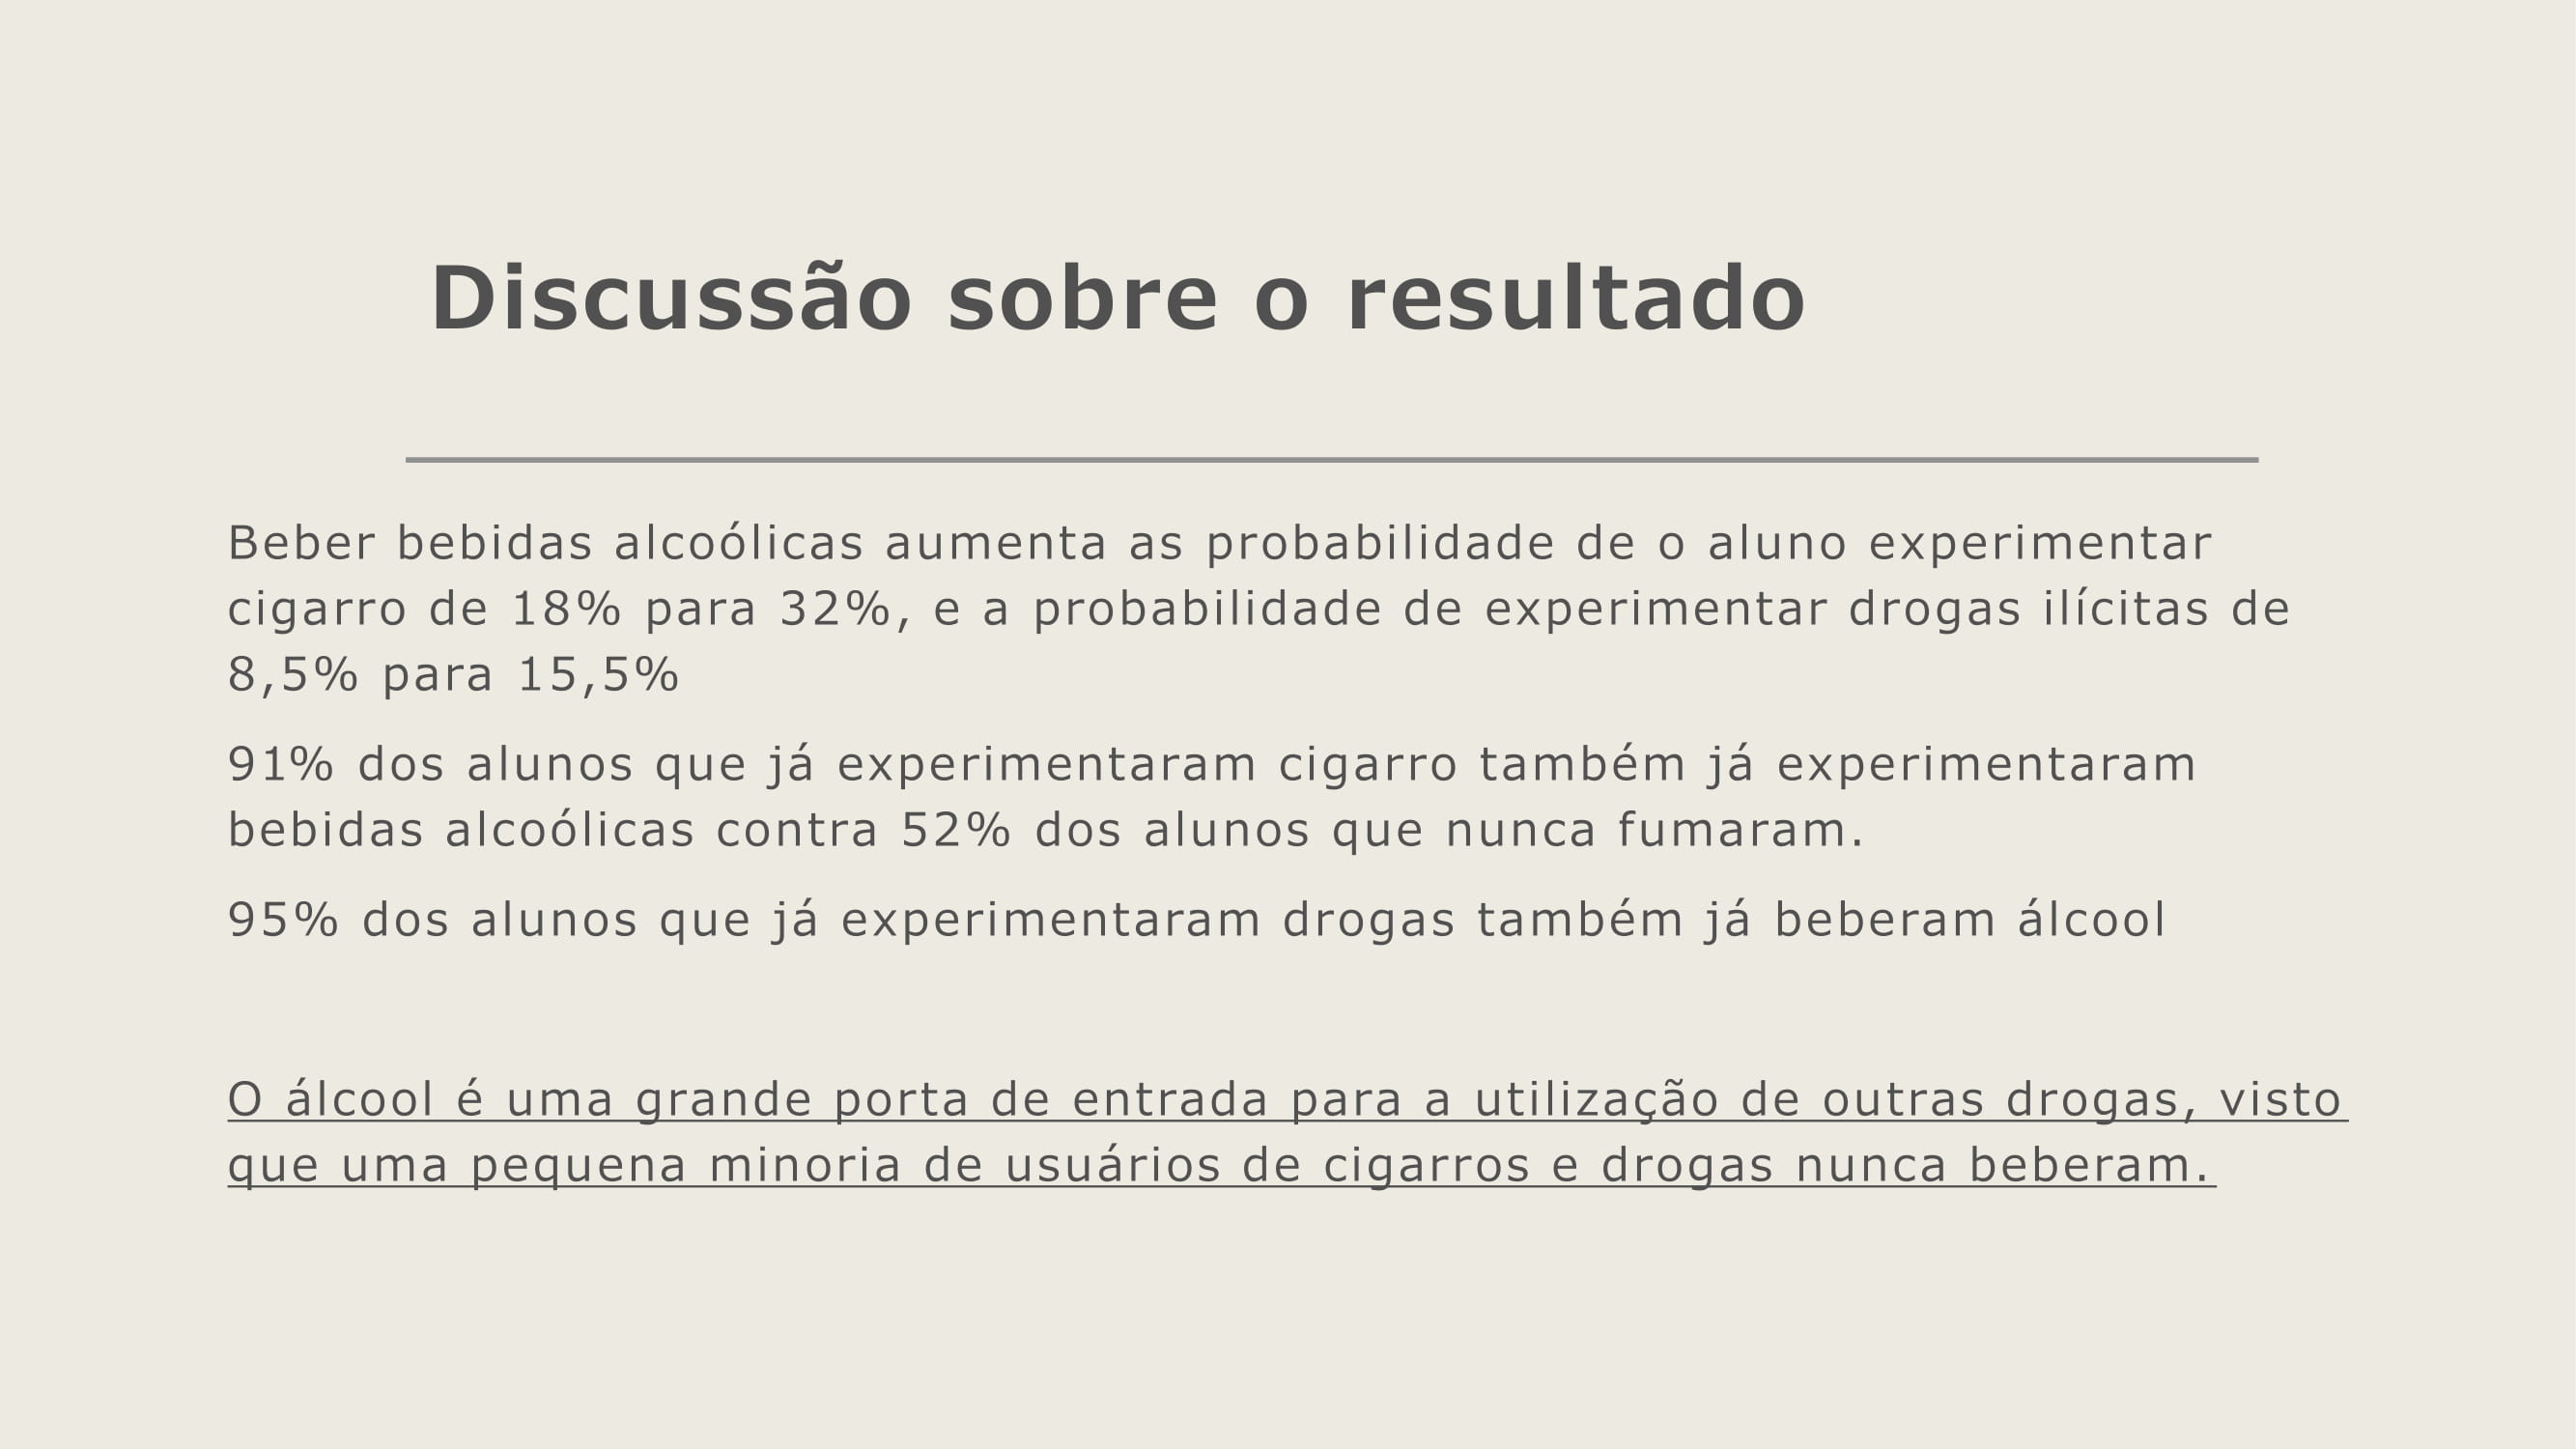 Discussão sobre o resultado
Beber bebidas alcoólicas aumenta as probabilidade de o aluno experimentar
cigarro de 18% para 32%, e a probabilidade de experimentar drogas ilícitas de
8,5% para 15,5%
91% dos alunos que já experimentaram cigarro também já experimentaram
bebidas alcoólicas contra 52% dos alunos que nunca fumaram.
95% dos alunos que já experimentaram drogas também já beberam álcool
O álcool é uma grande porta de entrada para a utilização de outras drogas, visto
que uma pequena minoria de usuários de cigarros e drogas nunca beberam.